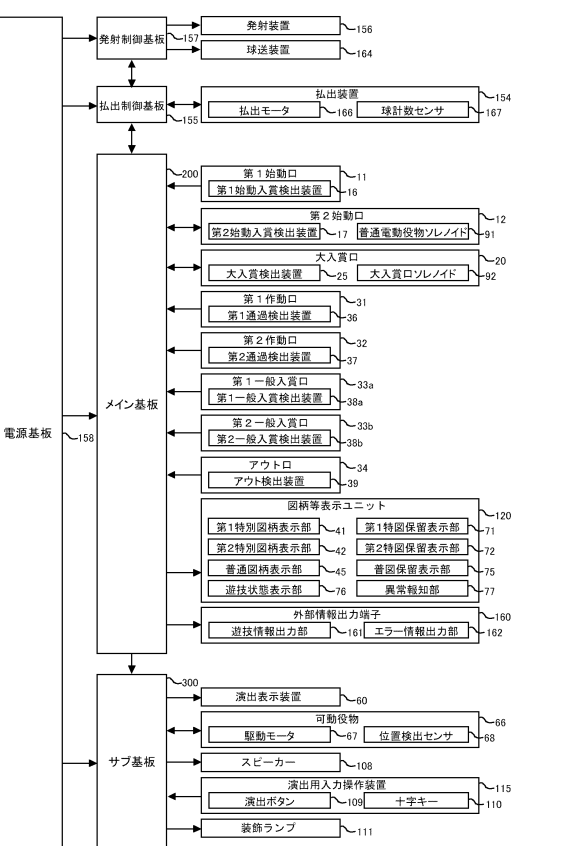 発射制御基板
157
発射装置
156
球送装置
164
払出制御基板
155
払出装置
154
払出モータ
166
球計数センサ
167
メイン基板
200
第1始動口
11
第1始動入賞検出装置
16
第2始動口
12
第2始動入賞検出装置
17
普通電動役物ソレノイド
91
大入賞口
20
大入賞検出装置
25
大入賞口ソレノイド
92
第1作動口
31
第1通過検出装置
36
第2作動口
32
第2通過検出装置
37
第1一般入賞口
33a
第1一般入賞検出装置
38a
第2一般入賞口
33b
第2一般入賞検出装置
38b
電源基板
158
アウト口
34
アウト検出装置
39
図柄等表示ユニット
120
第1特別図柄表示部
41
第1特図保留表示部
71
第2特別図柄表示部
42
第2特図保留表示部
72
普通図柄表示部
45
普図保留表示部
75
遊技状態表示部
76
異常報知部
77
外部情報出力端子
160
遊技情報出力部
161
エラー情報出力部
162
サブ基板
300
演出表示装置
60
可動役物
66
駆動モータ
67
位置検出センサ
68
スピーカー
108
演出用入力操作装置
115
演出ボタン
109
十字キー
110
装飾ランプ
111